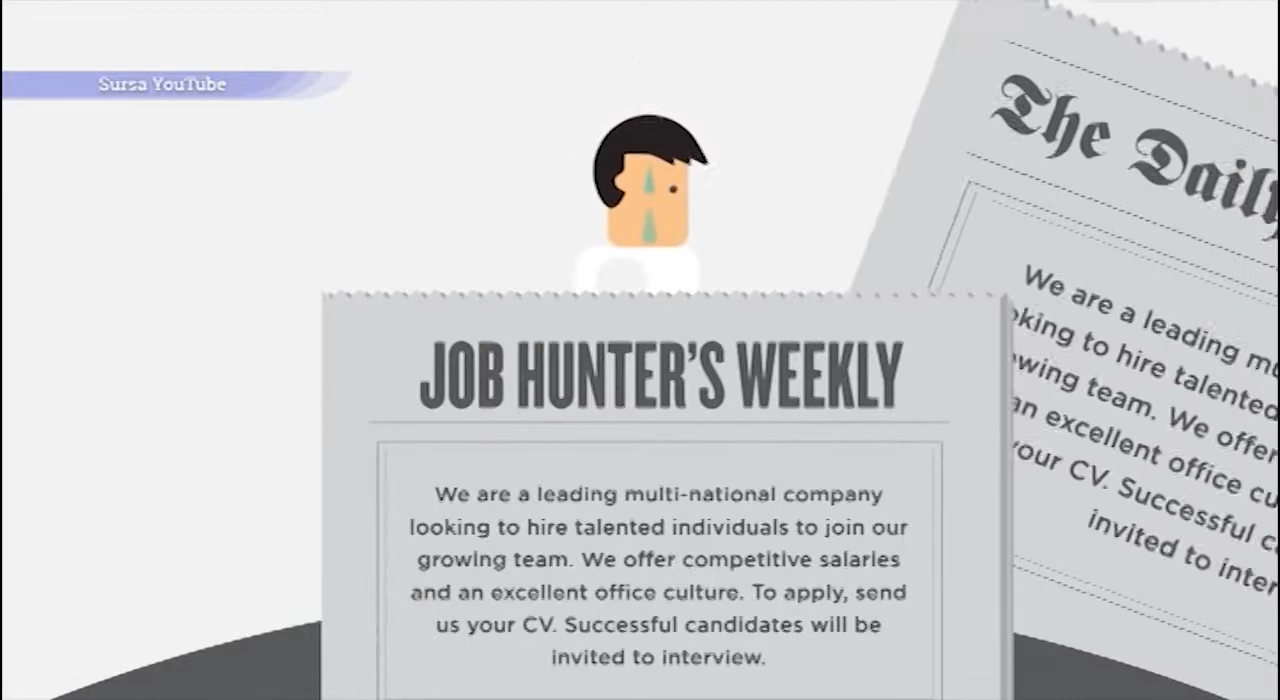 Sursa YouTube
JOB HUNTER'S WEEKLY
We are a leading multi-national company
looking to hire talented individuals to join our
growing team. We offer competitive salaries
and an excellent office culture. To apply, send
us your CV. Successful candidates will be
invited to interview.
The Daily
We are a leading
to hire talented
team. We offer
an excellent office
your CV. Successful
invited to